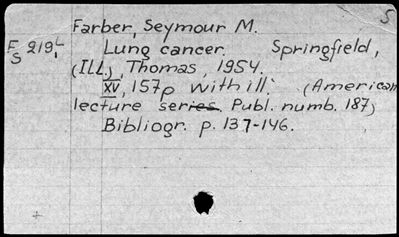 S
Farber, Seymour M.
F/S 219L Lung cancer. Springfield,
(ILL), Thomas, 1954.
XV, 157p with ill. (American
lecture series. Publ. numb. 187)
Bibliogr. p. 137-146.